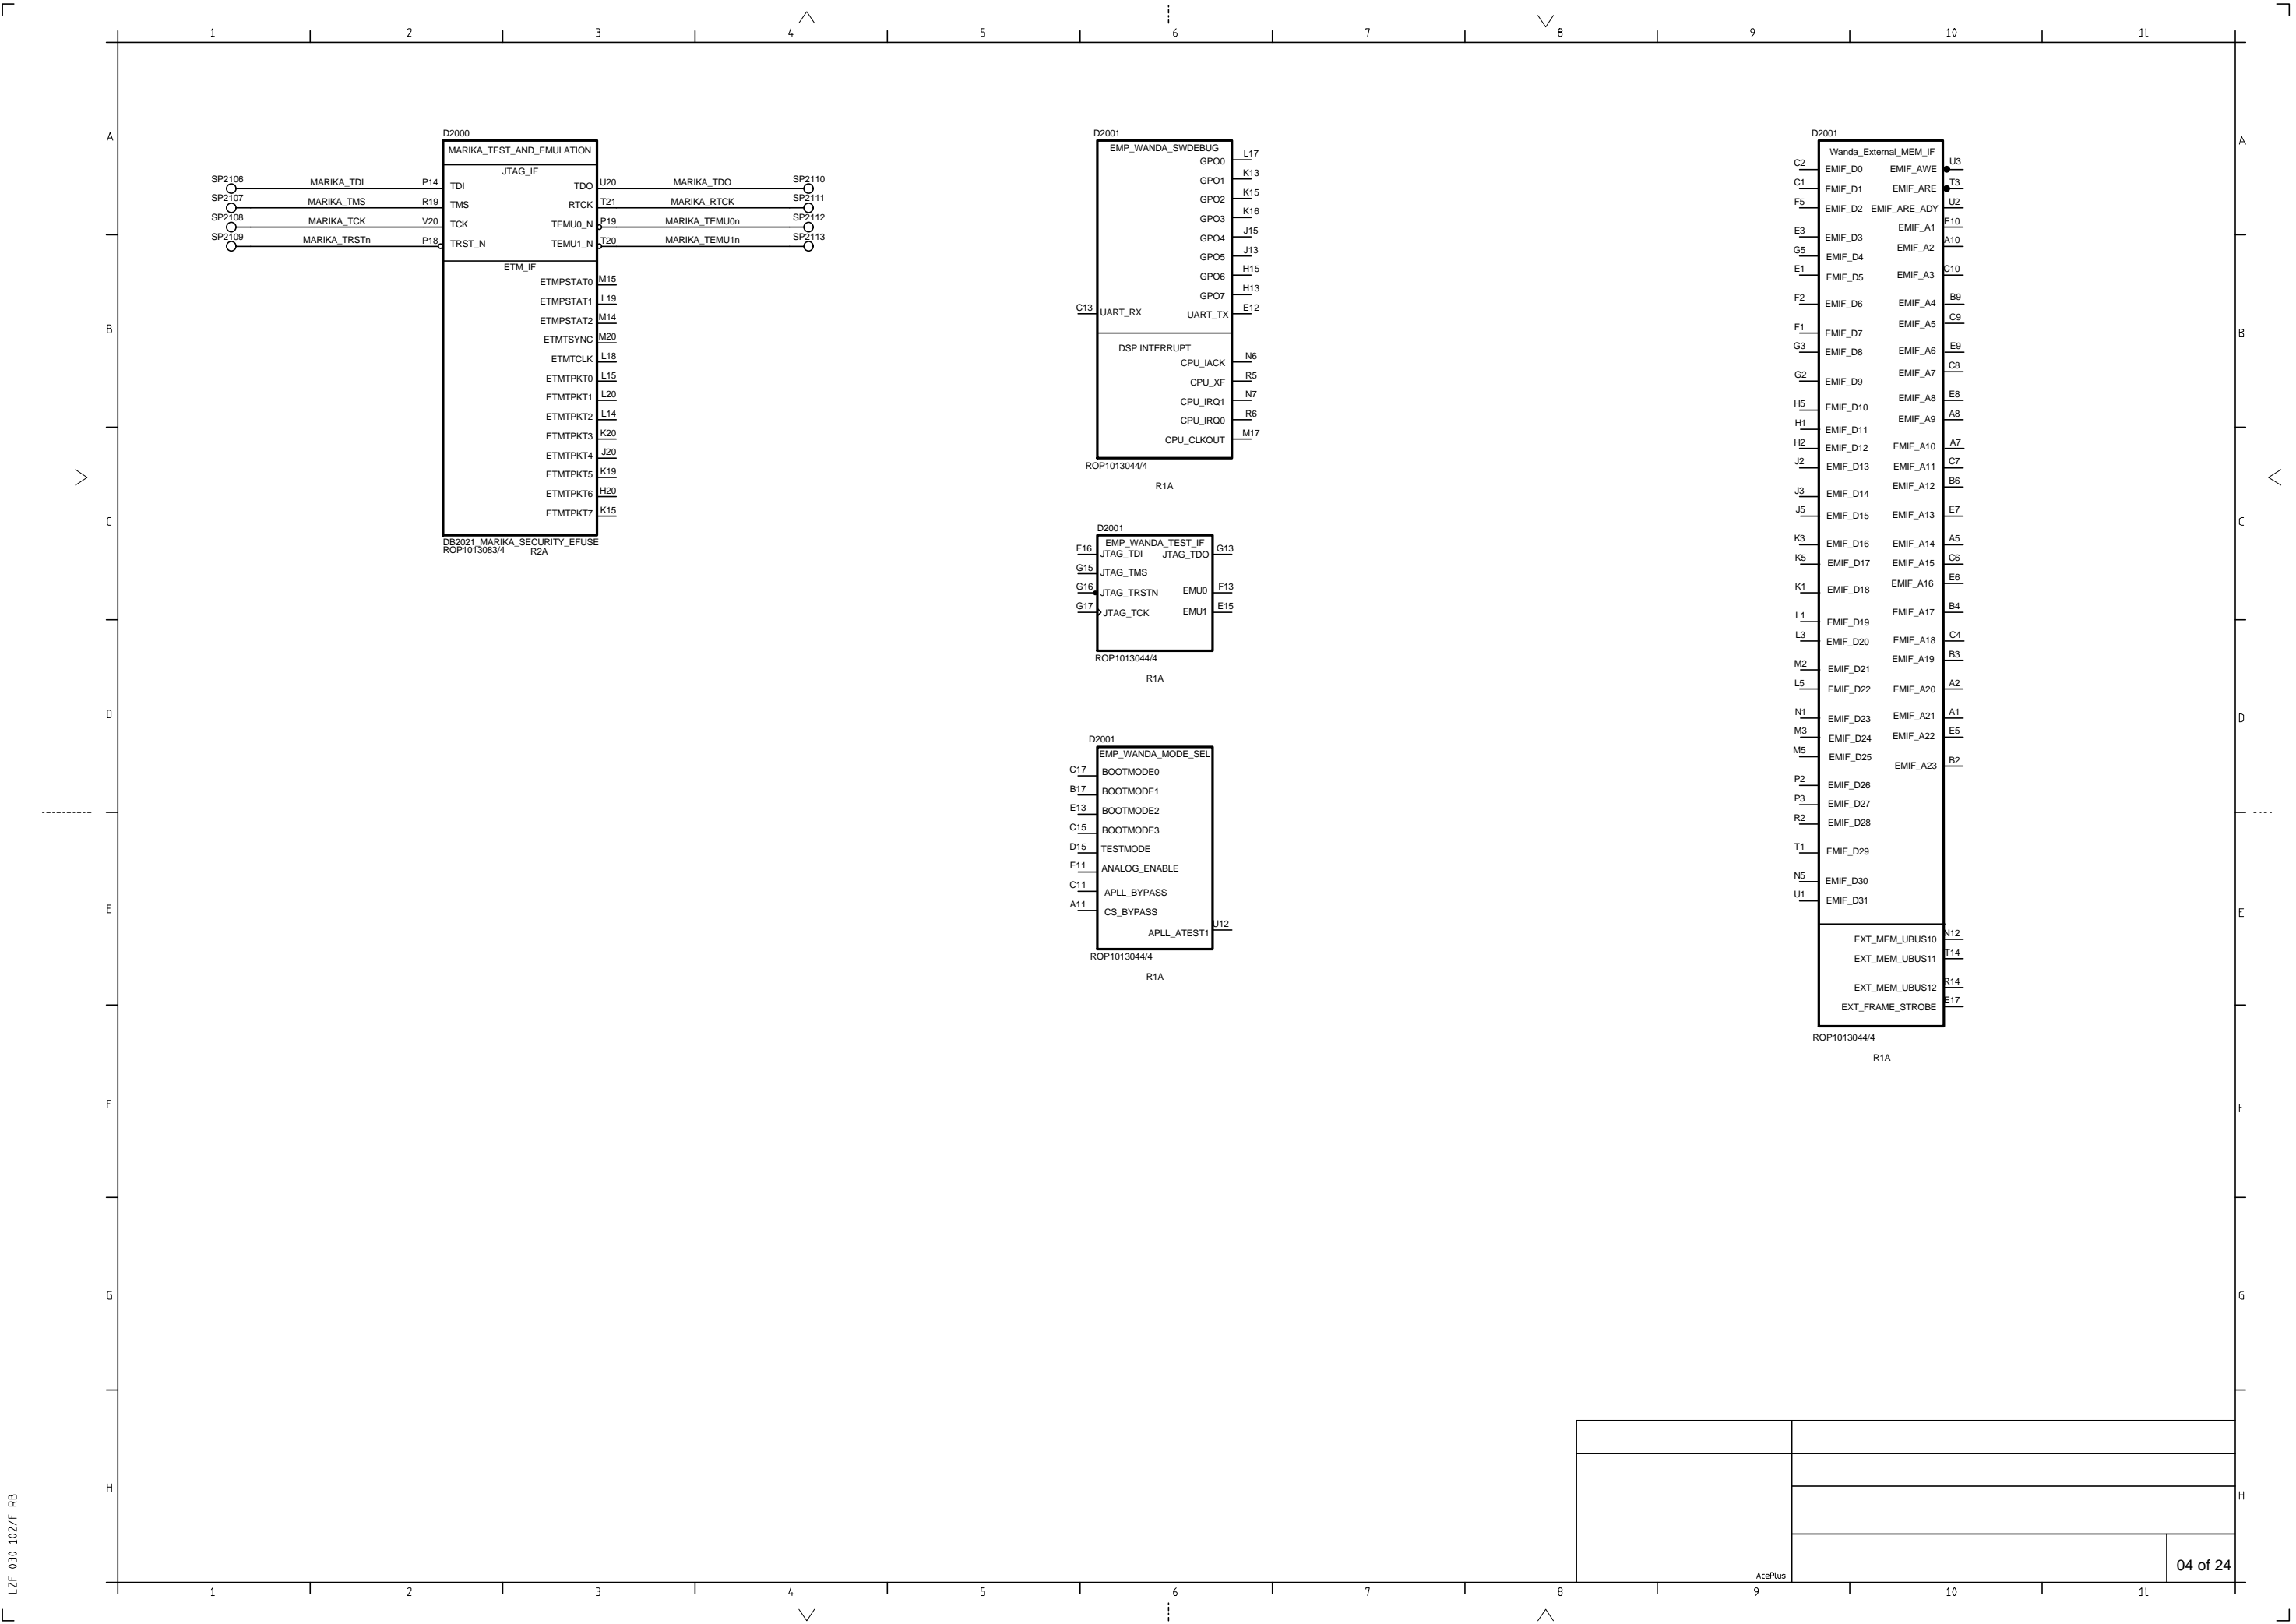 1 2 3 4 5 6 7 8 9 10 11
A
A
B
B
C
C
D
D
E
E
F
F
G
G
H
H
D2000
MARIKA_TEST_AND_EMULATION
JTAG_IF
SP2106 MARIKA_TDI P14 TDI TDO U20 MARIKA_TDO SP2110
SP2107 MARIKA_TMS R19 TMS RTCK T21 MARIKA_RTCK SP2111
SP2108 MARIKA_TCK V20 TCK TEMU0_N P19 MARIKA_TEMU0n SP2112
SP2109 MARIKA_TRSTn P18 TRST_N TEMU1_N T20 MARIKA_TEMU1n SP2113
ETM_IF
ETMPSTAT0 M15
ETMPSTAT1 L19
ETMPSTAT2 M14
ETMTSYNC M20
ETMTCLK L18
ETMTPKT0 L15
ETMTPKT1 L20
ETMTPKT2 L14
ETMTPKT3 K20
ETMTPKT4 J20
ETMTPKT5 K19
ETMTPKT6 H20
ETMTPKT7 K15
DB2021_MARIKA_SECURITY_EFUSE
ROP1013083/4 R2A
D2001
EMP_WANDA_SWDEBUG
GPO0 L17
GPO1 K13
GPO2 K15
GPO3 K16
GPO4 J15
GPO5 J13
GPO6 H15
GPO7 H13
C13 UART_RX UART_TX E12
DSP INTERRUPT
CPU_IACK N6
CPU_XF R5
CPU_IRQ1 N7
CPU_IRQ0 R6
CPU_CLKOUT M17
ROP1013044/4
R1A
D2001
EMP_WANDA_TEST_IF
F16 JTAG_TDI JTAG_TDO G13
G15 JTAG_TMS
G16 JTAG_TRSTN EMU0 F13
G17 JTAG_TCK EMU1 E15
ROP1013044/4
R1A
D2001
EMP_WANDA_MODE_SEL
C17 BOOTMODE0
B17 BOOTMODE1
E13 BOOTMODE2
C15 BOOTMODE3
D15 TESTMODE
E11 ANALOG_ENABLE
C11 APLL_BYPASS
A11 CS_BYPASS
APLL_ATEST1 U12
ROP1013044/4
R1A
D2001
Wanda_External_MEM_IF
C2 EMIF_D0 EMIF_AWE U3
C1 EMIF_D1 EMIF_ARE T3
F5 EMIF_D2 EMIF_ARE_ADY U2
EMIF_A1 E10
E3 EMIF_D3 EMIF_A2 A10
G5 EMIF_D4
E1 EMIF_D5 EMIF_A3 C10
F2 EMIF_D6 EMIF_A4 B9
EMIF_A5 C9
F1 EMIF_D7
G3 EMIF_D8 EMIF_A6 E9
EMIF_A7 C8
G2 EMIF_D9
EMIF_A8 E8
H5 EMIF_D10 EMIF_A9 A8
H1 EMIF_D11
H2 EMIF_D12 EMIF_A10 A7
J2 EMIF_D13 EMIF_A11 C7
EMIF_A12 B6
J3 EMIF_D14
J5 EMIF_D15 EMIF_A13 E7
K3 EMIF_D16 EMIF_A14 A5
K5 EMIF_D17 EMIF_A15 C6
K1 EMIF_D18 EMIF_A16 E6
EMIF_A17 B4
L1 EMIF_D19
L3 EMIF_D20 EMIF_A18 C4
EMIF_A19 B3
M2 EMIF_D21
L5 EMIF_D22 EMIF_A20 A2
N1 EMIF_D23 EMIF_A21 A1
M3 EMIF_D24 EMIF_A22 E5
M5 EMIF_D25
EMIF_A23 B2
P2 EMIF_D26
P3 EMIF_D27
R2 EMIF_D28
T1 EMIF_D29
N5 EMIF_D30
U1 EMIF_D31
EXT_MEM_UBUS10 N12
EXT_MEM_UBUS11 T14
EXT_MEM_UBUS12 R14
EXT_FRAME_STROBE E17
ROP1013044/4
R1A
LZF 030 102/F RB
AcePlus
04 of 24
1 2 3 4 5 6 7 8 9 10 11